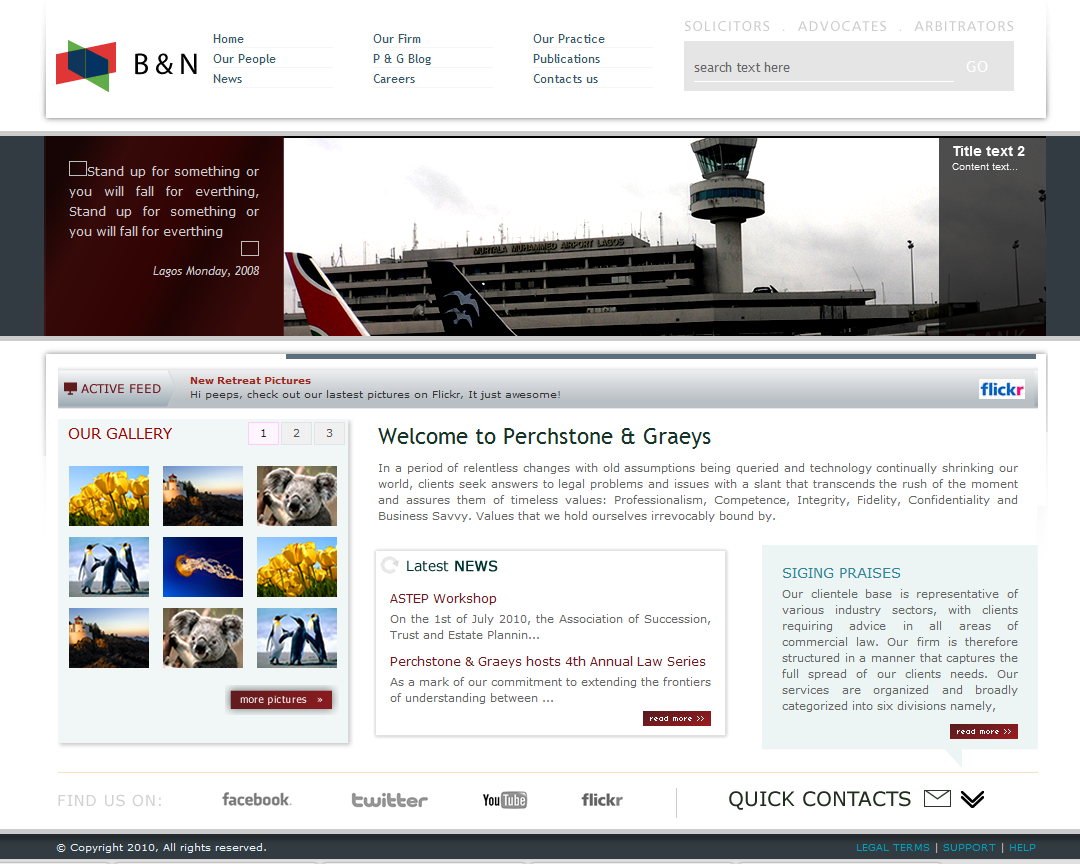 B&N
Home
Our People
News
Our Firm
P & G Blog
Careers
Our Practice
Publications
Contacts us
SOLICITORS . ADVOCATES . ARBITRATORS
search text here
GO
Stand up for something or
you will fall for everthing,
Stand up for something or
you will fall for everthing
Lagos Monday, 2008
MURTALA MUHAMMED AIRPORT LAGOS
Title text 2
Content text...
ACTIVE FEED
New Retreat Pictures
Hi peeps, check out our lastest pictures on Flickr, It just awesome!
flickr
OUR GALLERY
1 2 3
more pictures »
Welcome to Perchstone & Graeys
In a period of relentless changes with old assumptions being queried and technology continually shrinking our
world, clients seek answers to legal problems and issues with a slant that transcends the rush of the moment
and assures them of timeless values: Professionalism, Competence, Integrity, Fidelity, Confidentiality and
Business Savvy. Values that we hold ourselves irrevocably bound by.
Latest NEWS
ASTEP Workshop
On the 1st of July 2010, the Association of Succession,
Trust and Estate Plannin...
Perchstone & Graeys hosts 4th Annual Law Series
As a mark of our commitment to extending the frontiers
of understanding between ...
read more >>
SIGING PRAISES
Our clientele base is representative of
various industry sectors, with clients
requiring advice in all areas of
commercial law. Our firm is therefore
structured in a manner that captures the
full spread of our clients needs. Our
services are organized and broadly
categorized into six divisions namely,
read more >>
FIND US ON:
facebook.
twitter
YouTube
flickr
QUICK CONTACTS
© Copyright 2010, All rights reserved.
LEGAL TERMS | SUPPORT | HELP